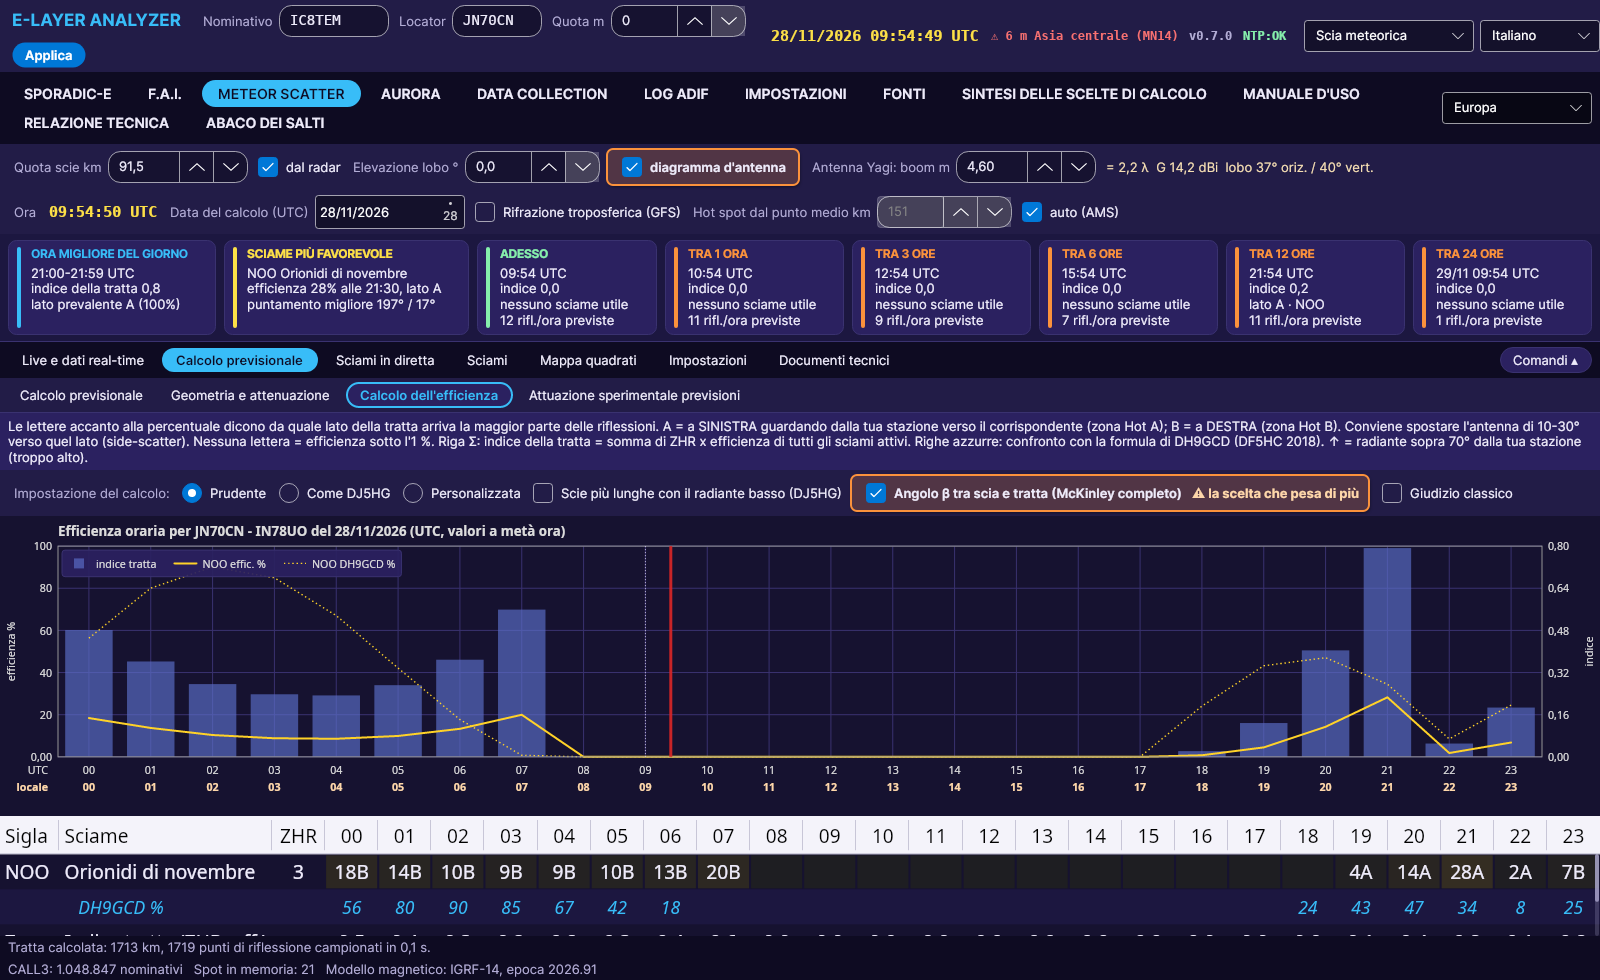 E-LAYER ANALYZER
Nominativo IC8TEM Locator JN70CN Quota m 0
28/11/2026 09:54:49 UTC ⚠ 6 m Asia centrale (MN14) v0.7.0 NTP:OK
Scia meteorica Italiano
Applica
SPORADIC-E F.A.I. METEOR SCATTER AURORA DATA COLLECTION LOG ADIF IMPOSTAZIONI FONTI SINTESI DELLE SCELTE DI CALCOLO MANUALE D'USO
RELAZIONE TECNICA ABACO DEI SALTI
Europa
Quota scie km 91,5 dal radar Elevazione lobo ° 0,0 diagramma d'antenna Antenna Yagi: boom m 4,60 = 2,2 λ G 14,2 dBi lobo 37° oriz. / 40° vert.
Ora 09:54:50 UTC Data del calcolo (UTC) 28/11/2026 28 Rifrazione troposferica (GFS) Hot spot dal punto medio km 151 auto (AMS)
ORA MIGLIORE DEL GIORNO
21:00-21:59 UTC
indice della tratta 0,8
lato prevalente A (100%)
SCIAME PIÙ FAVOREVOLE
NOO Orionidi di novembre
efficienza 28% alle 21:30, lato A
puntamento migliore 197° / 17°
ADESSO
09:54 UTC
indice 0,0
nessuno sciame utile
12 rifl./ora previste
TRA 1 ORA
10:54 UTC
indice 0,0
nessuno sciame utile
11 rifl./ora previste
TRA 3 ORE
12:54 UTC
indice 0,0
nessuno sciame utile
9 rifl./ora previste
TRA 6 ORE
15:54 UTC
indice 0,0
nessuno sciame utile
7 rifl./ora previste
TRA 12 ORE
21:54 UTC
indice 0,2
lato A · NOO
11 rifl./ora previste
TRA 24 ORE
29/11 09:54 UTC
indice 0,0
nessuno sciame utile
1 rifl./ora previste
Live e dati real-time Calcolo previsionale Sciami in diretta Sciami Mappa quadrati Impostazioni Documenti tecnici Comandi ▴
Calcolo previsionale Geometria e attenuazione Calcolo dell'efficienza Attuazione sperimentale previsioni
Le lettere accanto alla percentuale dicono da quale lato della tratta arriva la maggior parte delle riflessioni. A = a SINISTRA guardando dalla tua stazione verso il corrispondente (zona Hot A); B = a DESTRA (zona Hot B). Conviene spostare l'antenna di 10-30°
verso quel lato (side-scatter). Nessuna lettera = efficienza sotto l'1 %. Riga Σ: indice della tratta = somma di ZHR x efficienza di tutti gli sciami attivi. Righe azzurre: confronto con la formula di DH9GCD (DF5HC 2018). ↑ = radiante sopra 70° dalla tua stazione
(troppo alto).
Impostazione del calcolo: Prudente Come DJ5HG Personalizzata Scie più lunghe con il radiante basso (DJ5HG) Angolo β tra scia e tratta (McKinley completo) ⚠ la scelta che pesa di più Giudizio classico
Efficienza oraria per JN70CN - IN78UO del 28/11/2026 (UTC, valori a metà ora)
indice tratta NOO effic. % NOO DH9GCD %
100 0,80
80 0,64
60 0,48
40 0,32
20 0,16
0,00 0,00
efficienza %
indice
UTC 00 01 02 03 04 05 06 07 08 09 10 11 12 13 14 15 16 17 18 19 20 21 22 23
locale 00 01 02 03 04 05 06 07 08 09 10 11 12 13 14 15 16 17 18 19 20 21 22 23
Sigla Sciame ZHR 00 01 02 03 04 05 06 07 08 09 10 11 12 13 14 15 16 17 18 19 20 21 22 23
NOO Orionidi di novembre 3 18B 14B 10B 9B 9B 10B 13B 20B 4A 14A 28A 2A 7B
DH9GCD % 56 80 90 85 67 42 18 24 43 47 34 8 25
Tratta calcolata: 1713 km, 1719 punti di riflessione campionati in 0,1 s.
CALL3: 1.048.847 nominativi Spot in memoria: 21 Modello magnetico: IGRF-14, epoca 2026.91